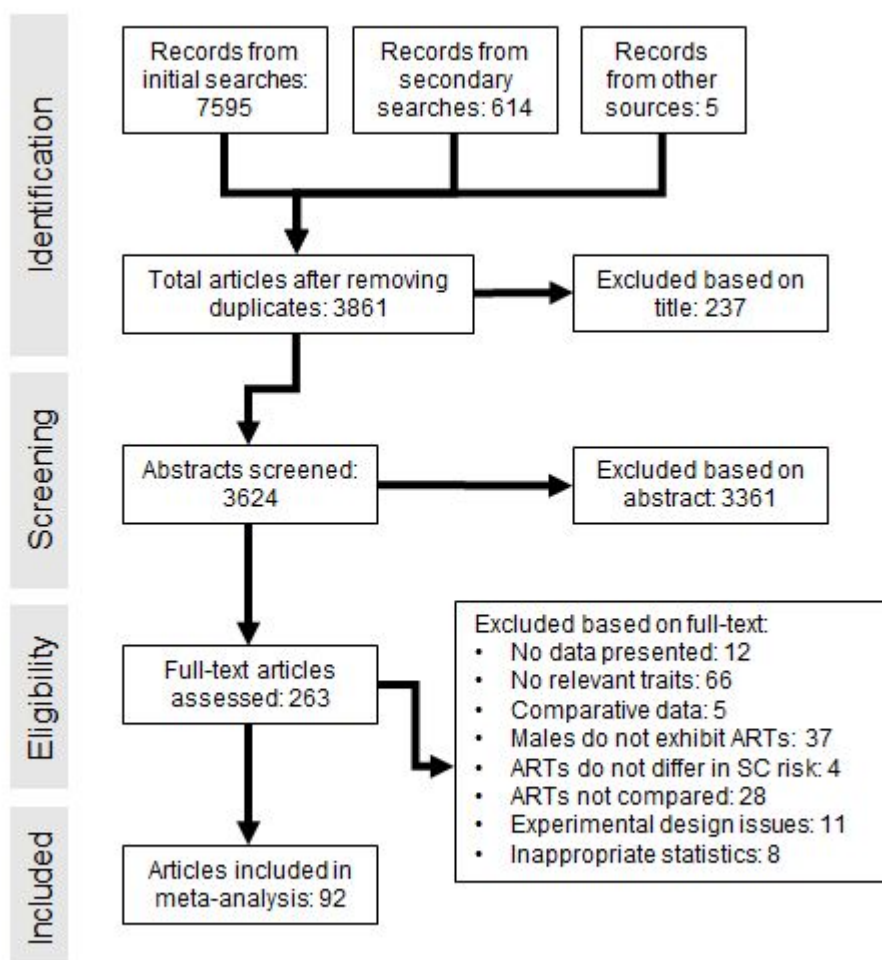 Identification
Records from
initial searches:
7595
Records from
secondary
searches: 614
Records
from other
sources: 5
Total articles after removing
duplicates: 3861
Excluded based on
title: 237
Screening
Abstracts screened:
3624
Excluded based on
abstract: 3361
Eligibility
Full-text articles
assessed: 263
Excluded based on full-text:
• No data presented: 12
• No relevant traits: 66
• Comparative data: 5
• Males do not exhibit ARTs: 37
• ARTs do not differ in SC risk: 4
• ARTs not compared: 28
• Experimental design issues: 11
• Inappropriate statistics: 8
Included
Articles included in
meta-analysis: 92